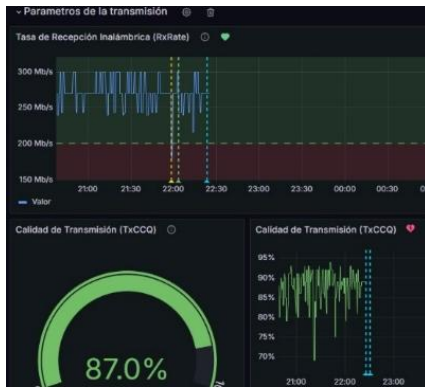 Parametros de la transmisión
Tasa de Recepción Inalámbrica (RxRate)
300 Mb/s
250 Mb/s
200 Mb/s
150 Mb/s
21:00 21:30 22:00 22:30 23:00 23:30 00:00 00:30
Valor
Calidad de Transmisión (TxCCQ)
87.0%
Calidad de Transmisión (TxCCQ)
95%
90%
85%
80%
75%
70%
21:00 22:00 23:00